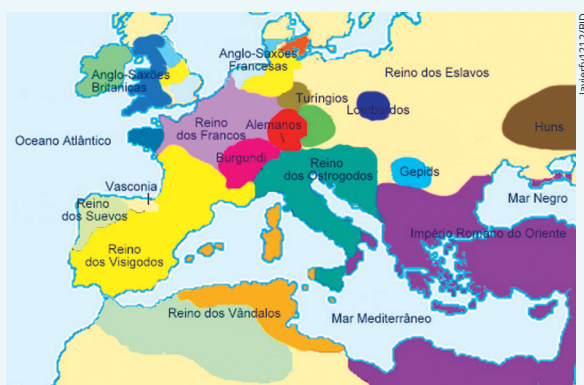 Anglo-Saxões
Francesas
Anglo-Saxões
Britanicas
Reino dos Eslavos
Turíngios
Lombardos
Huns
Oceano Atlântico
Reino
dos Francos
Alemanos
Burgundi
Reino
dos Ostrogodos
Gepids
Vasconia
Reino
dos Suevos
Mar Negro
Reino
dos Visigodos
Império Romano do Oriente
Reino dos Vândalos
Mar Mediterrâneo